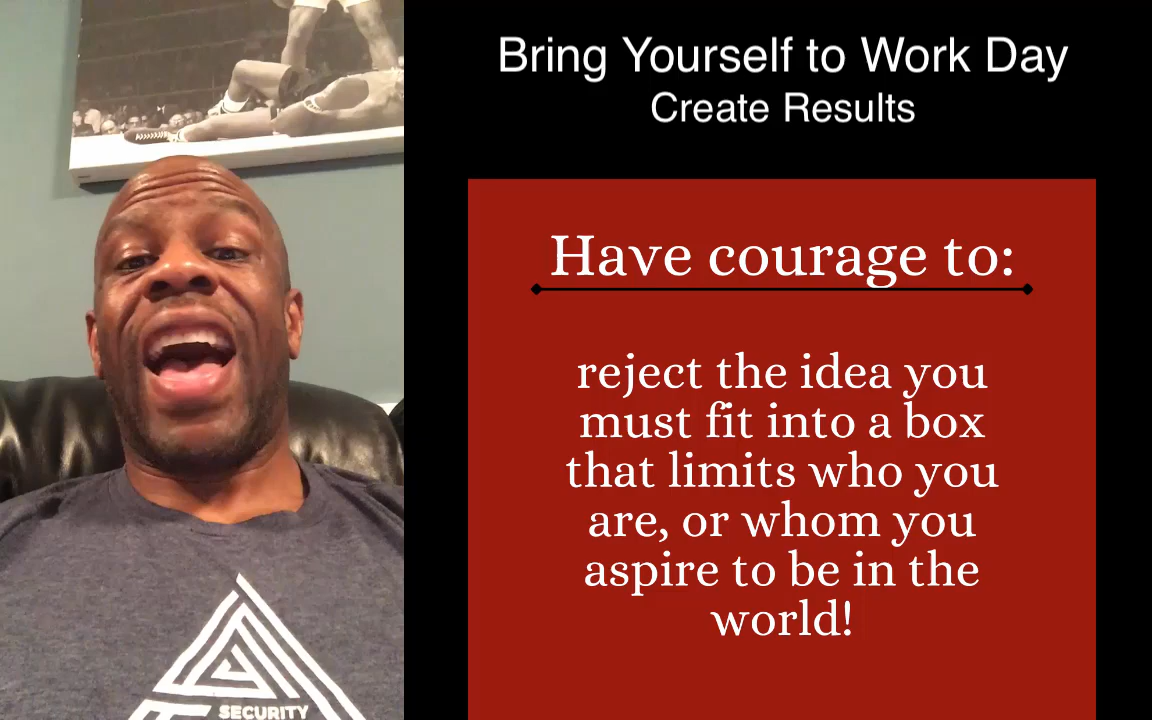 Bring Yourself to Work Day
Create Results
Have courage to:
reject the idea you
must fit into a box
that limits who you
are, or whom you
aspire to be in the
world!
SECURITY